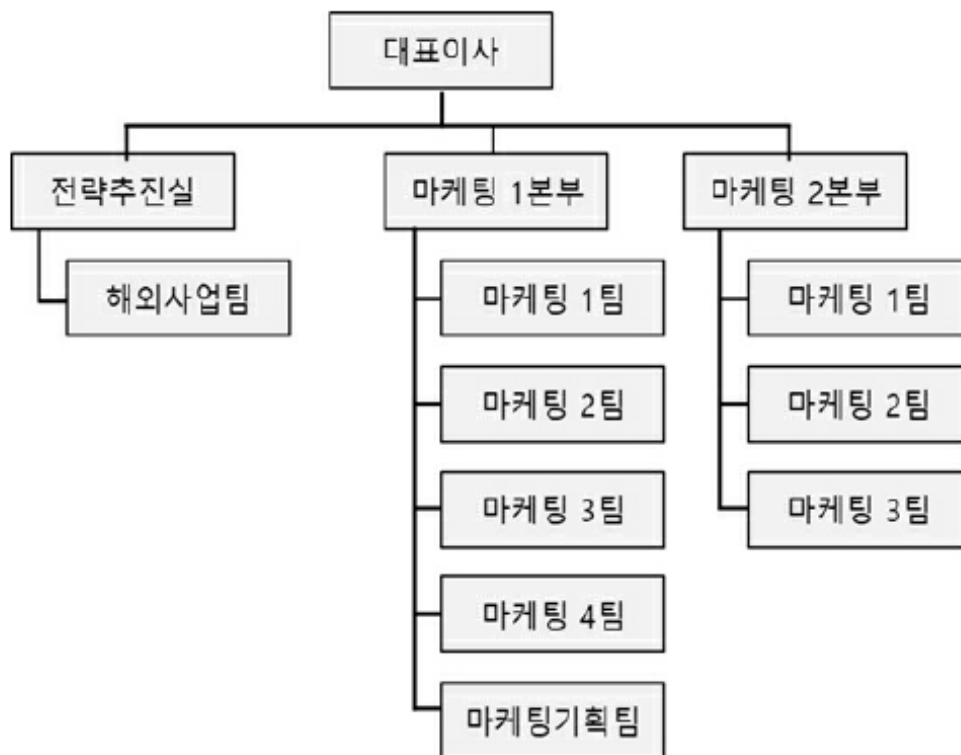 대표이사
전략추진실
해외사업팀
마케팅 1본부
마케팅 1팀
마케팅 2팀
마케팅 3팀
마케팅 4팀
마케팅기획팀
마케팅 2본부
마케팅 1팀
마케팅 2팀
마케팅 3팀